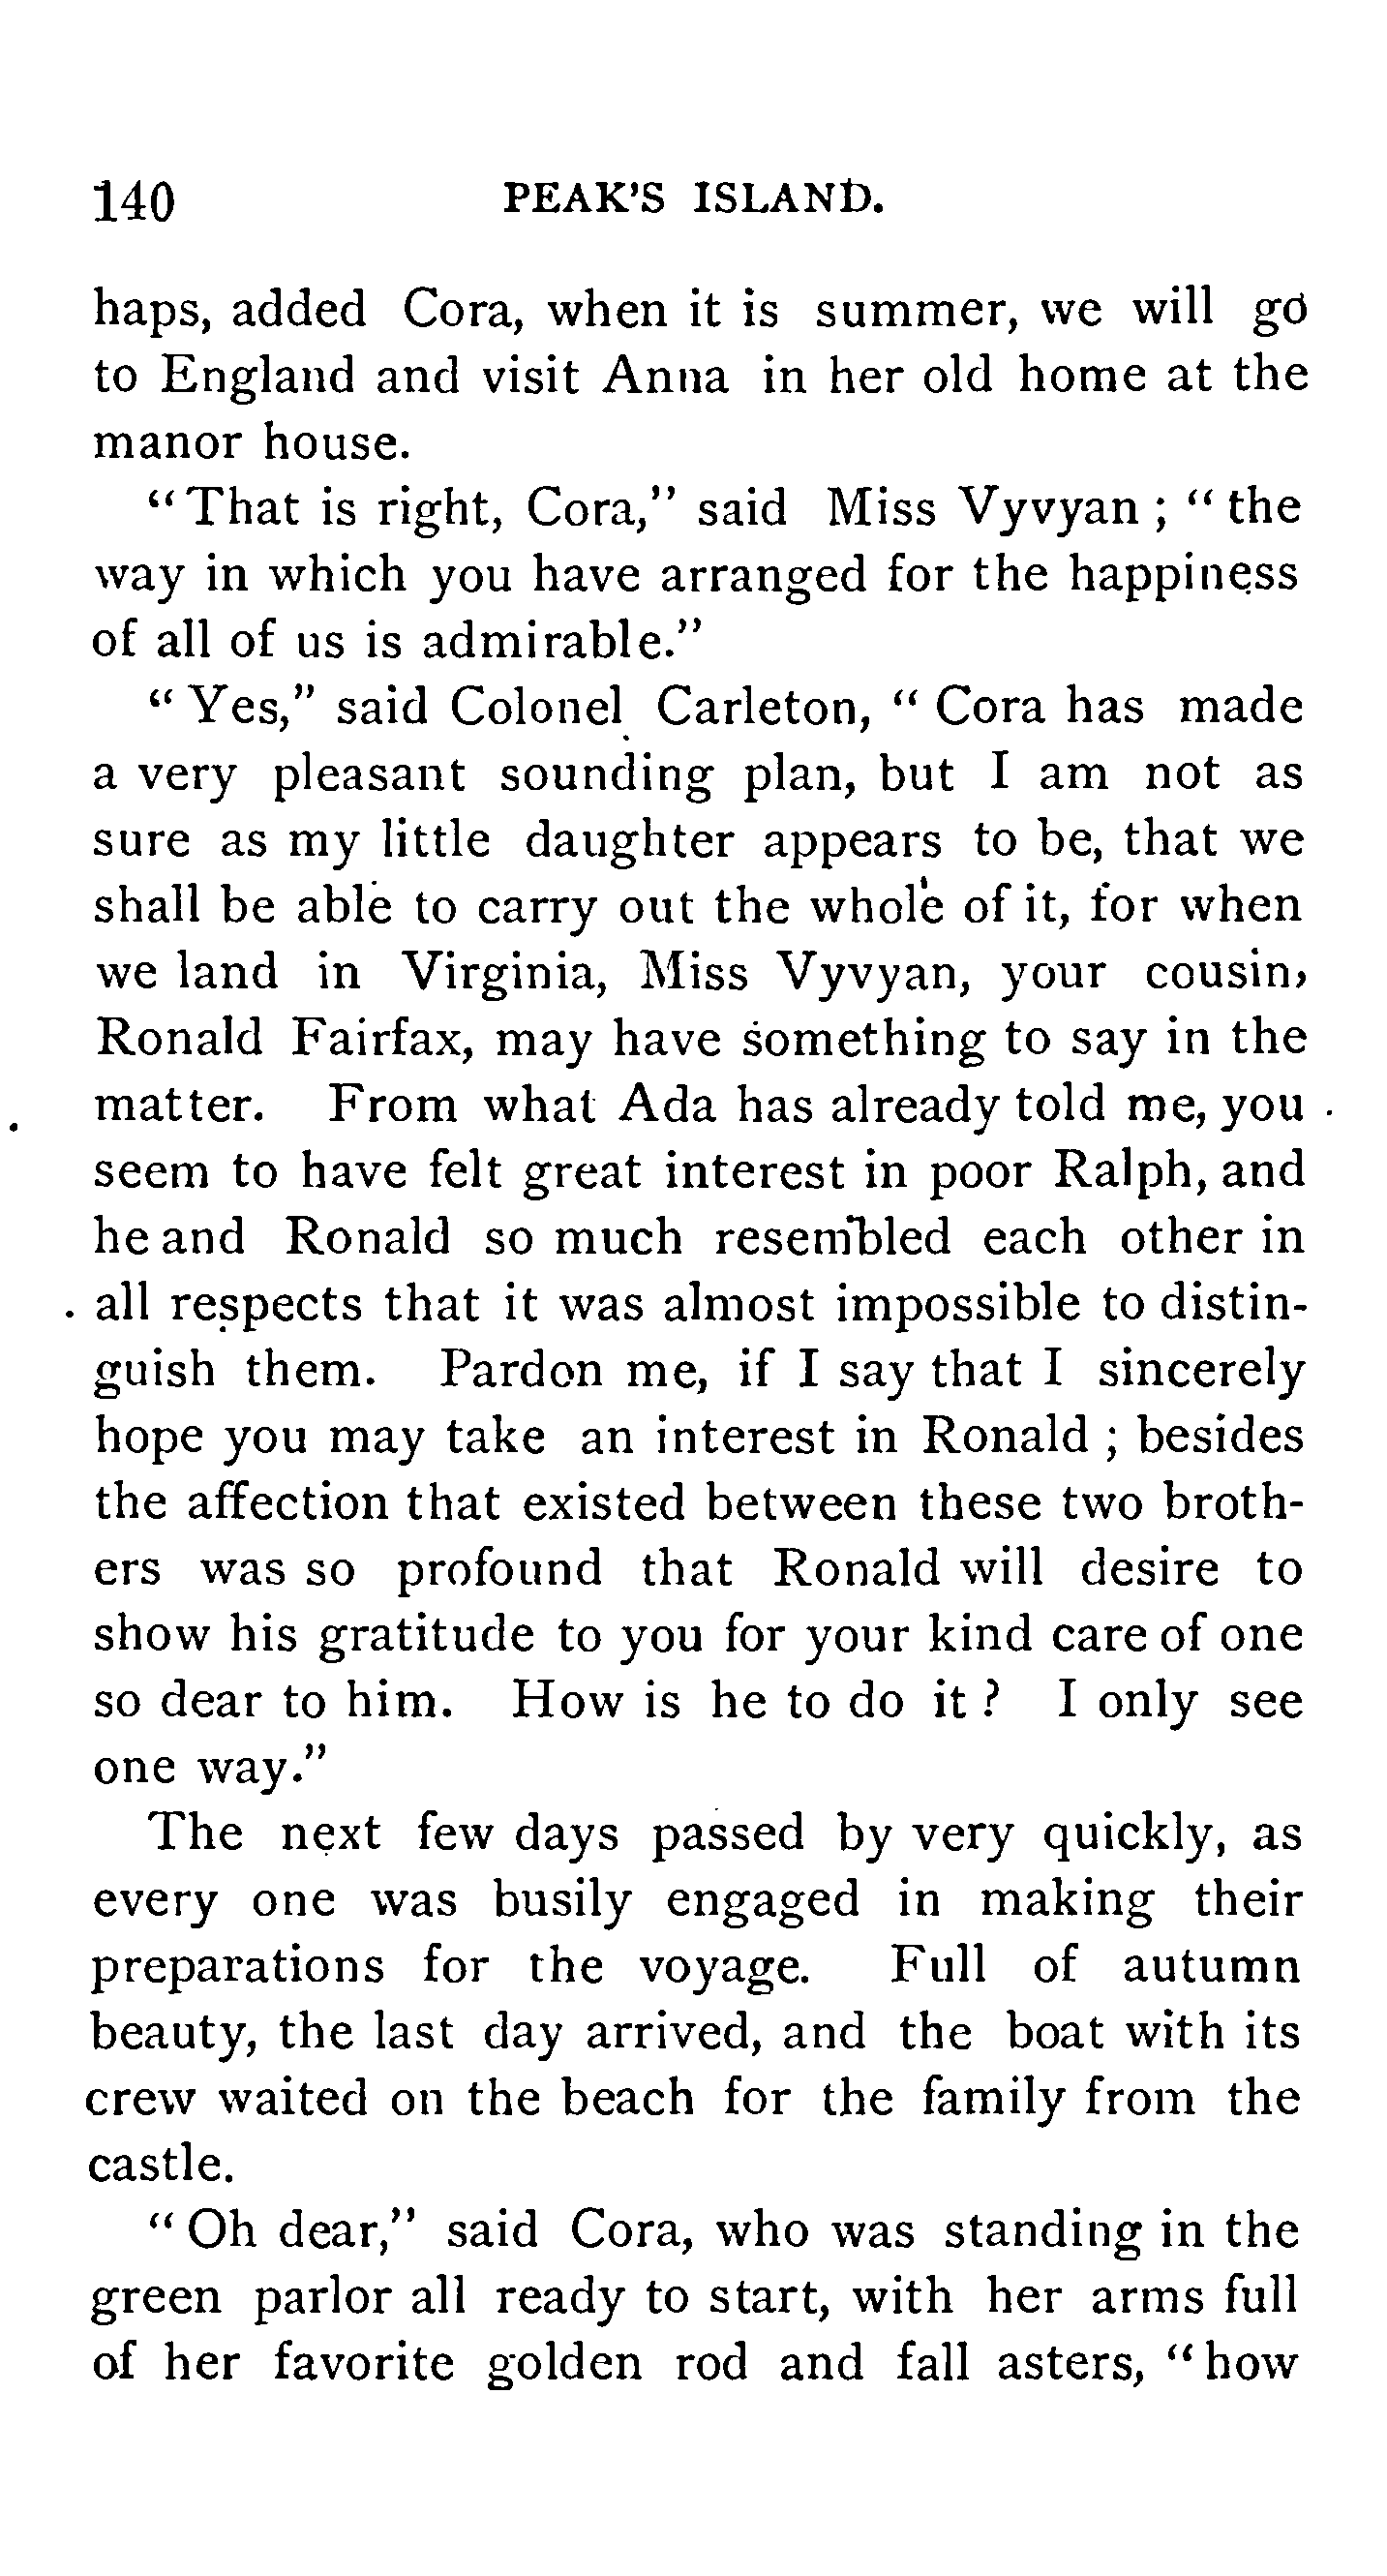 140 PEAK'S ISLAND.
haps, added Cora, when it is summer, we will go
to England and visit Anna in her old home at the
manor house.
"That is right, Cora," said Miss Vyvyan; "the
way in which you have arranged for the happiness
of all of us is admirable."
"Yes," said Colonel Carleton, "Cora has made
a very pleasant sounding plan, but I am not as
sure as my little daughter appears to be, that we
shall be able to carry out the whole of it, for when
we land in Virginia, Miss Vyvyan, your cousin,
Ronald Fairfax, may have something to say in the
matter. From what Ada has already told me, you
seem to have felt great interest in poor Ralph, and
he and Ronald so much resembled each other in
all respects that it was almost impossible to distin-
guish them. Pardon me, if I say that I sincerely
hope you may take an interest in Ronald; besides
the affection that existed between these two broth-
ers was so profound that Ronald will desire to
show his gratitude to you for your kind care of one
so dear to him. How is he to do it? I only see
one way."
The next few days passed by very quickly, as
every one was busily engaged in making their
preparations for the voyage. Full of autumn
beauty, the last day arrived, and the boat with its
crew waited on the beach for the family from the
castle.
"Oh dear," said Cora, who was standing in the
green parlor all ready to start, with her arms full
of her favorite golden rod and fall asters, "how